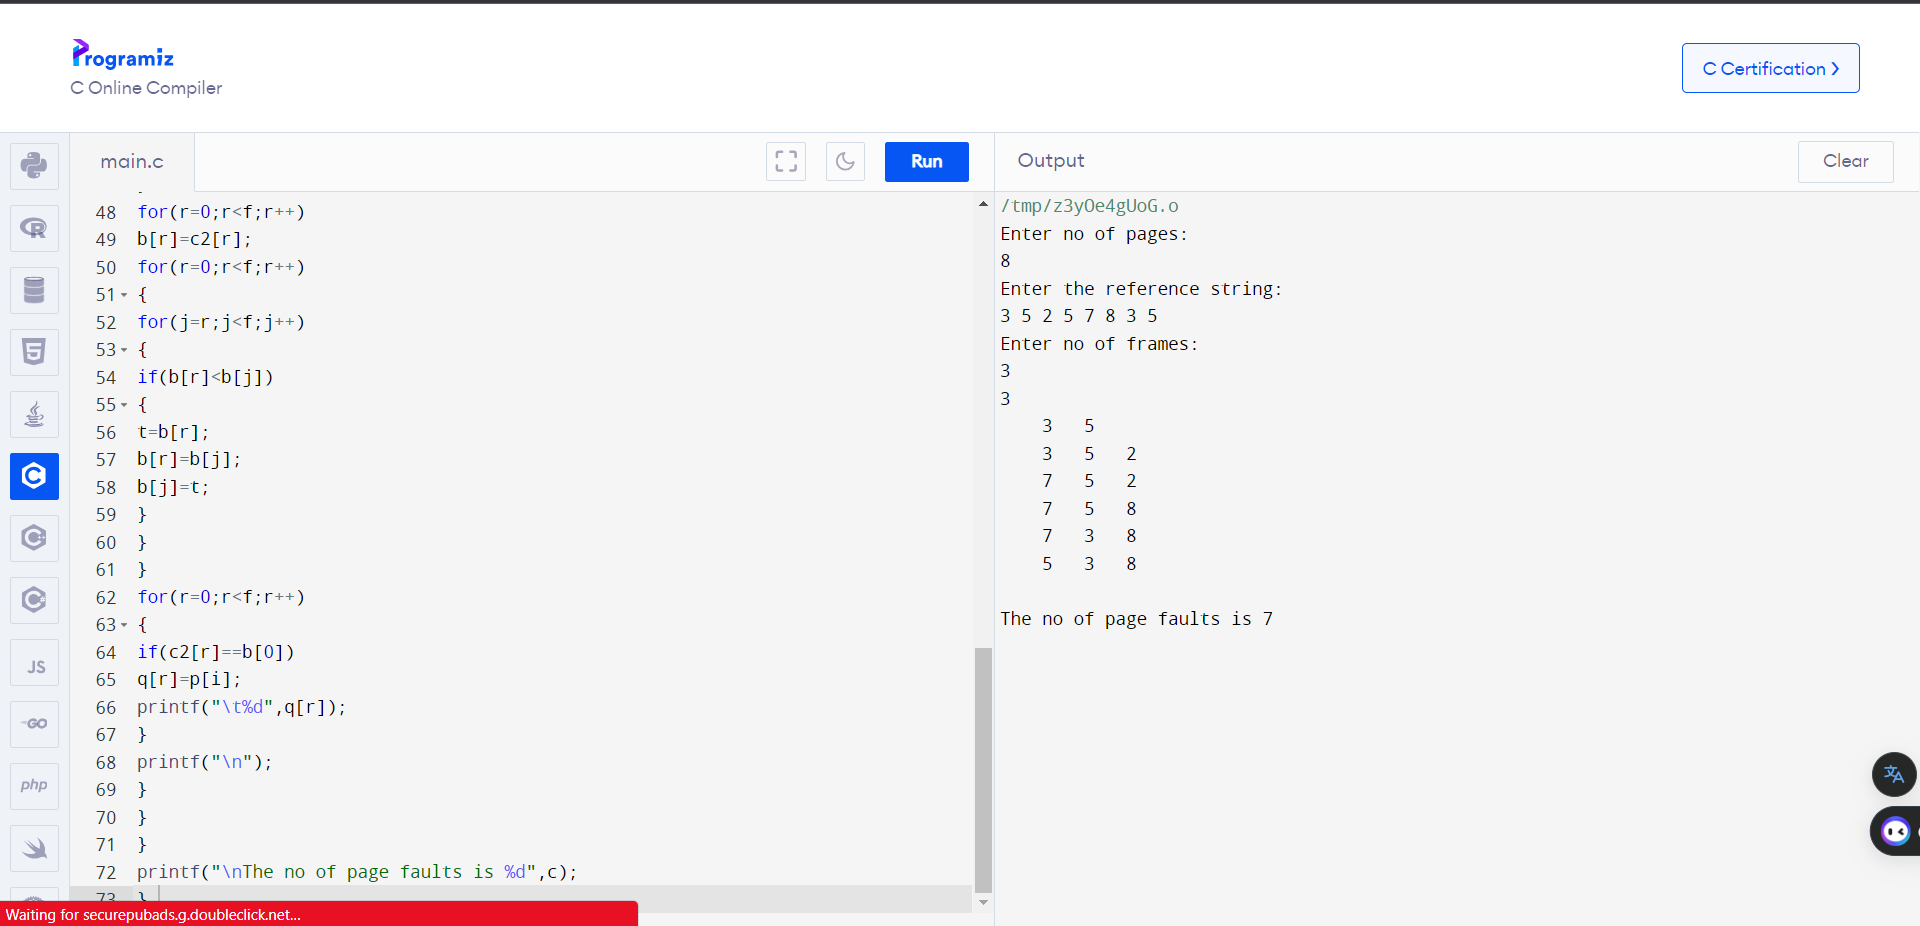 Programiz
C Online Compiler
C Certification
main.c
Run
Output
Clear
48 for(r=0;r<f;r++)
49 b[r]=c2[r];
50 for(r=0;r<f;r++)
51 {
52 for(j=r;j<f;j++)
53 {
54 if(b[r]<b[j])
55 {
56 t=b[r];
57 b[r]=b[j];
58 b[j]=t;
59 }
60 }
61 }
62 for(r=0;r<f;r++)
63 {
64 if(c2[r]==b[0])
65 q[r]=p[i];
66 printf("\t%d",q[r]);
67 }
68 printf("\n");
69 }
70 }
71 }
72 printf("\nThe no of page faults is %d",c);
73 }
/tmp/z3yOe4gUoG.o
Enter no of pages:
8
Enter the reference string:
3 5 2 5 7 8 3 5
Enter no of frames:
3
3
3 5
3 5 2
7 5 2
7 5 8
7 3 8
5 3 8
The no of page faults is 7
R
5
C
C
C
JS
GO
php
Waiting for securepubads.g.doubleclick.net...